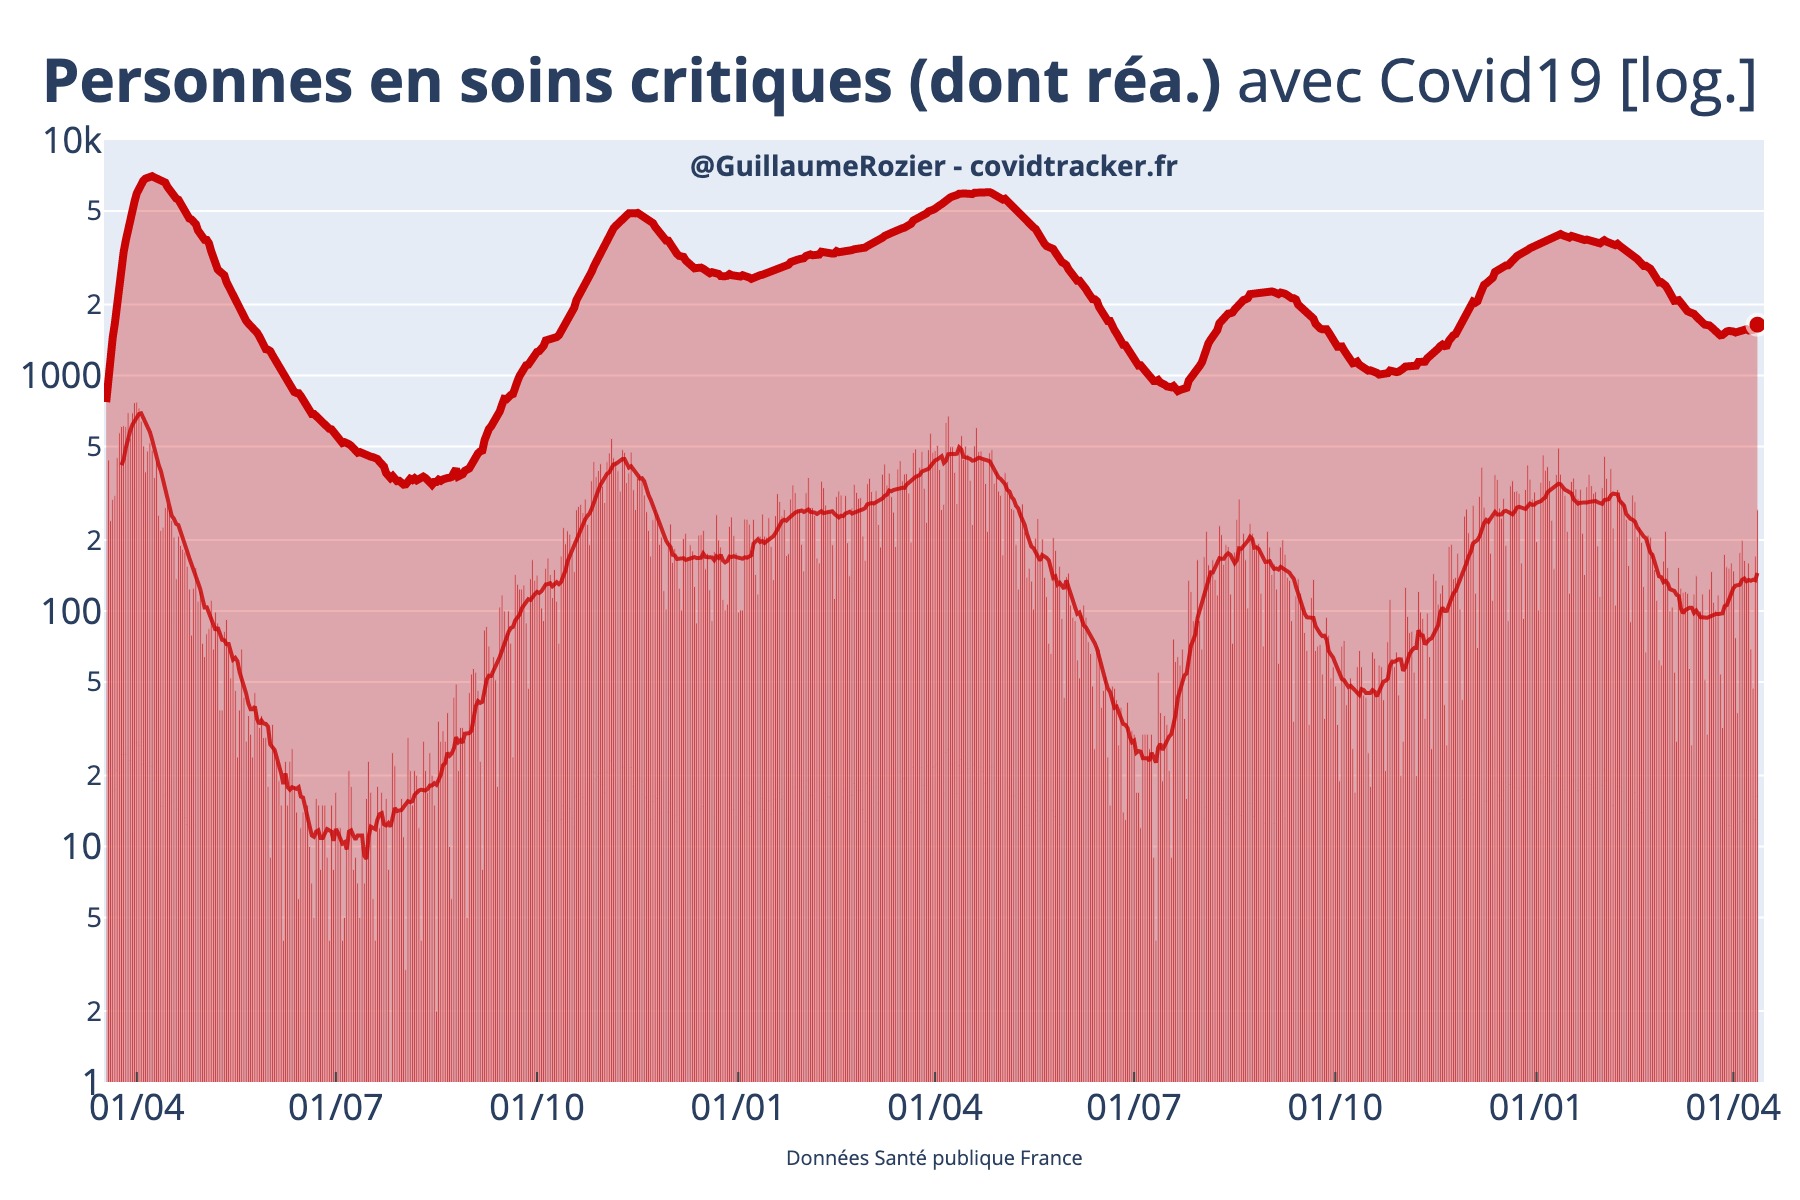 Personnes en soins critiques (dont réa.) avec Covid19 [log.]
@GuillaumeRozier - covidtracker.fr
10k
5
2
1000
5
2
100
5
2
10
5
2
1
01/04 01/07 01/10 01/01 01/04 01/07 01/10 01/01 01/04
Données Santé publique France